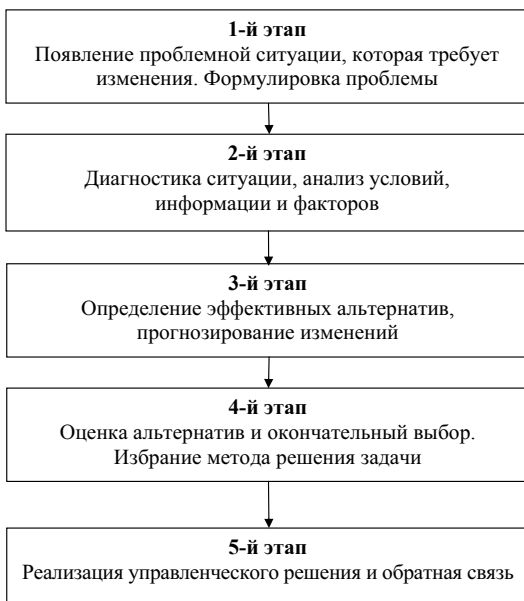 1-й этап
Появление проблемной ситуации, которая требует
изменения. Формулировка проблемы
2-й этап
Диагностика ситуации, анализ условий,
информации и факторов
3-й этап
Определение эффективных альтернатив,
прогнозирование изменений
4-й этап
Оценка альтернатив и окончательный выбор.
Избрание метода решения задачи
5-й этап
Реализация управленческого решения и обратная связь